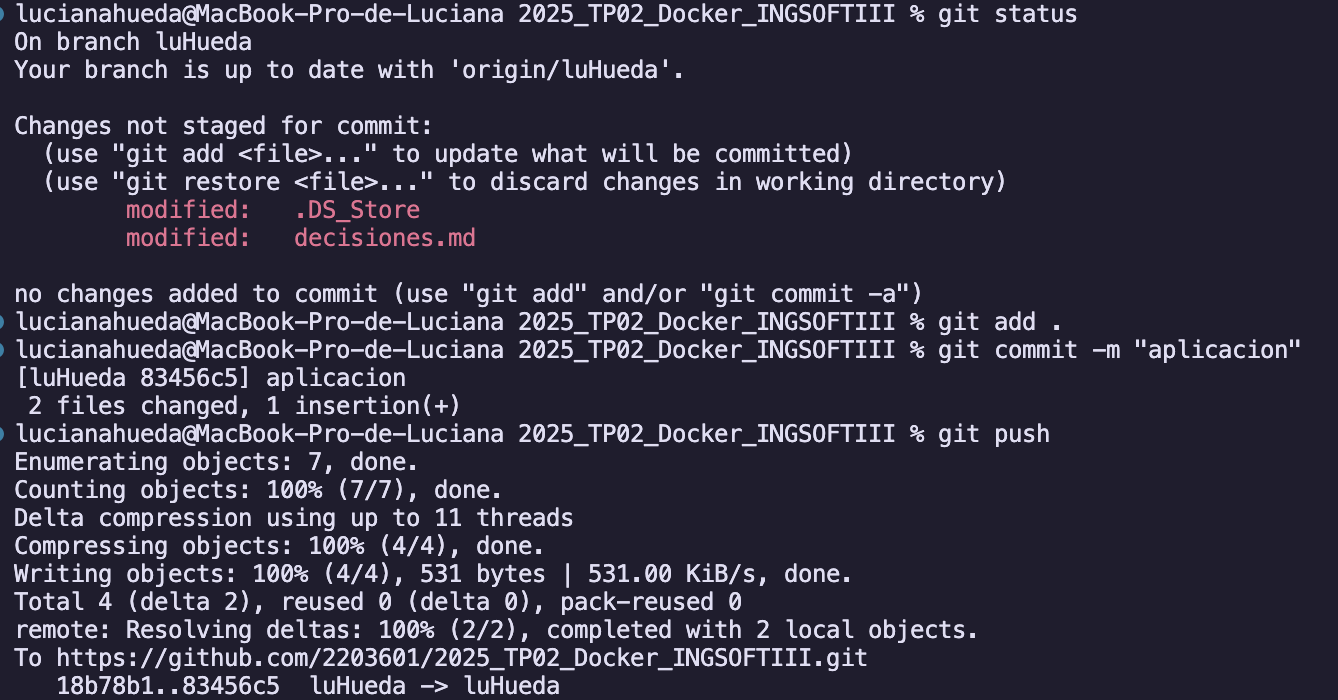 lucianahueda@MacBook-Pro-de-Luciana 2025_TP02_Docker_INGSOFTIII % git status
On branch luHueda
Your branch is up to date with 'origin/luHueda'.
Changes not staged for commit:
  (use "git add <file>..." to update what will be committed)
  (use "git restore <file>..." to discard changes in working directory)
        modified:   .DS_Store
        modified:   decisiones.md
no changes added to commit (use "git add" and/or "git commit -a")
lucianahueda@MacBook-Pro-de-Luciana 2025_TP02_Docker_INGSOFTIII % git add .
lucianahueda@MacBook-Pro-de-Luciana 2025_TP02_Docker_INGSOFTIII % git commit -m "aplicacion"
[luHueda 83456c5] aplicacion
 2 files changed, 1 insertion(+)
lucianahueda@MacBook-Pro-de-Luciana 2025_TP02_Docker_INGSOFTIII % git push
Enumerating objects: 7, done.
Counting objects: 100% (7/7), done.
Delta compression using up to 11 threads
Compressing objects: 100% (4/4), done.
Writing objects: 100% (4/4), 531 bytes | 531.00 KiB/s, done.
Total 4 (delta 2), reused 0 (delta 0), pack-reused 0
remote: Resolving deltas: 100% (2/2), completed with 2 local objects.
To https://github.com/2203601/2025_TP02_Docker_INGSOFTIII.git
   18b78b1..83456c5  luHueda -> luHueda